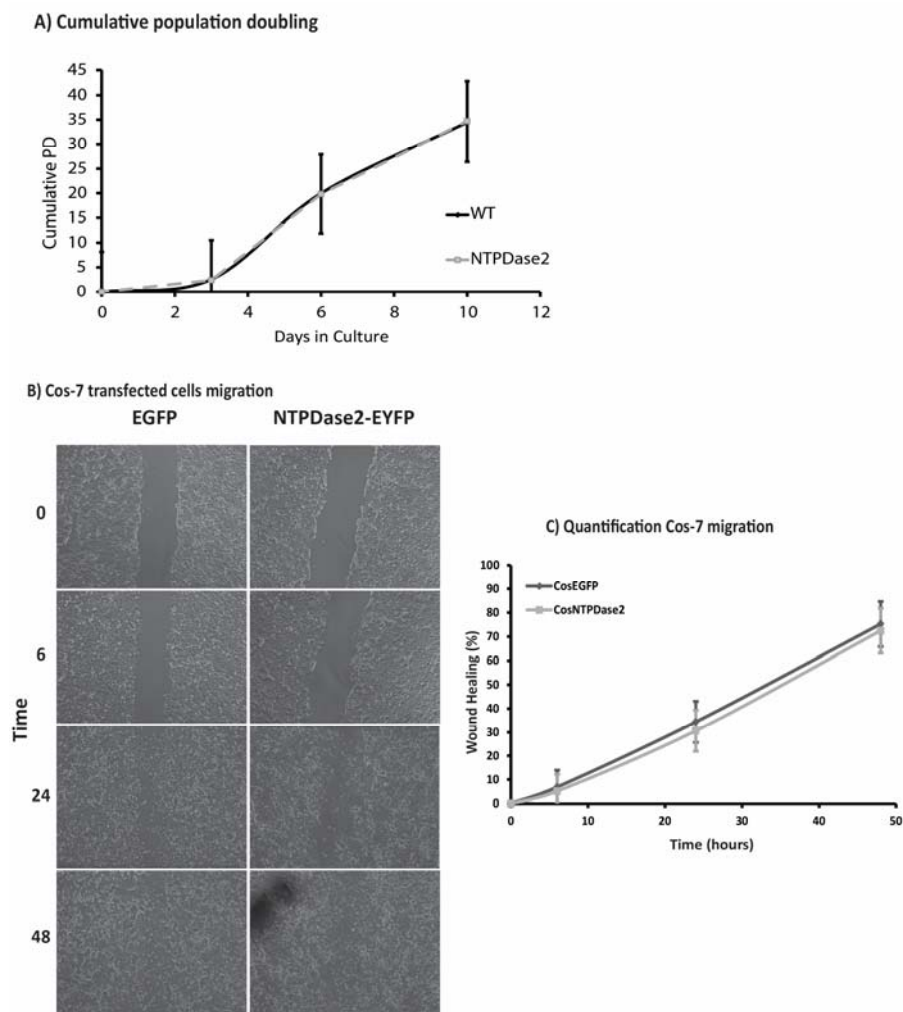 A) Cumulative population doubling
45
40
35
30
25
20
15
10
5
0
Cumulative PD
WT
NTPDase2
0 2 4 6 8 10 12
Days in Culture
B) Cos-7 transfected cells migration
EGFP NTPDase2-EYFP
Time
0
6
24
48
C) Quantification Cos-7 migration
100
90
80
70
60
50
40
30
20
10
0
Wound Healing (%)
CosEGFP
CosNTPDase2
0 10 20 30 40 50
Time (hours)